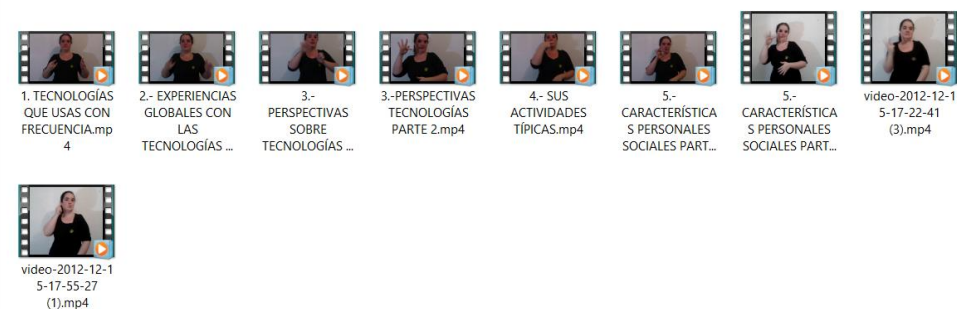 1. TECNOLOGÍAS
QUE USAS CON
FRECUENCIA.mp
4
2.- EXPERIENCIAS
GLOBALES CON
LAS
TECNOLOGÍAS ...
3.-
PERSPECTIVAS
SOBRE
TECNOLOGÍAS ...
3.-PERSPECTIVAS
TECNOLOGÍAS
PARTE 2.mp4
4.- SUS
ACTIVIDADES
TÍPICAS.mp4
5.-
CARACTERÍSTICA
S PERSONALES
SOCIALES PART...
5.-
CARACTERÍSTICA
S PERSONALES
SOCIALES PART...
video-2012-12-1
5-17-22-41
(3).mp4
video-2012-12-1
5-17-55-27
(1).mp4